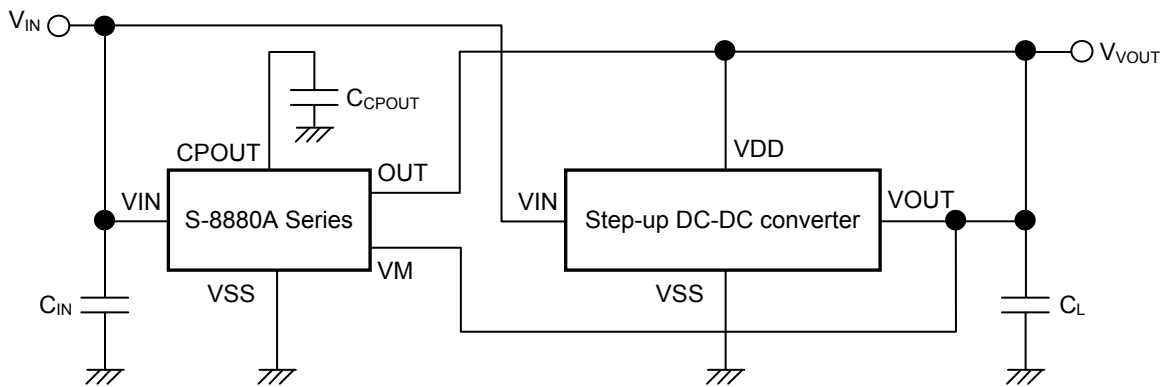 VIN
VVOUT
CCPOUT
CPOUT
OUT
VDD
VIN
S-8880A Series
VIN
Step-up DC-DC converter
VOUT
VM
VSS
VSS
CIN
CL